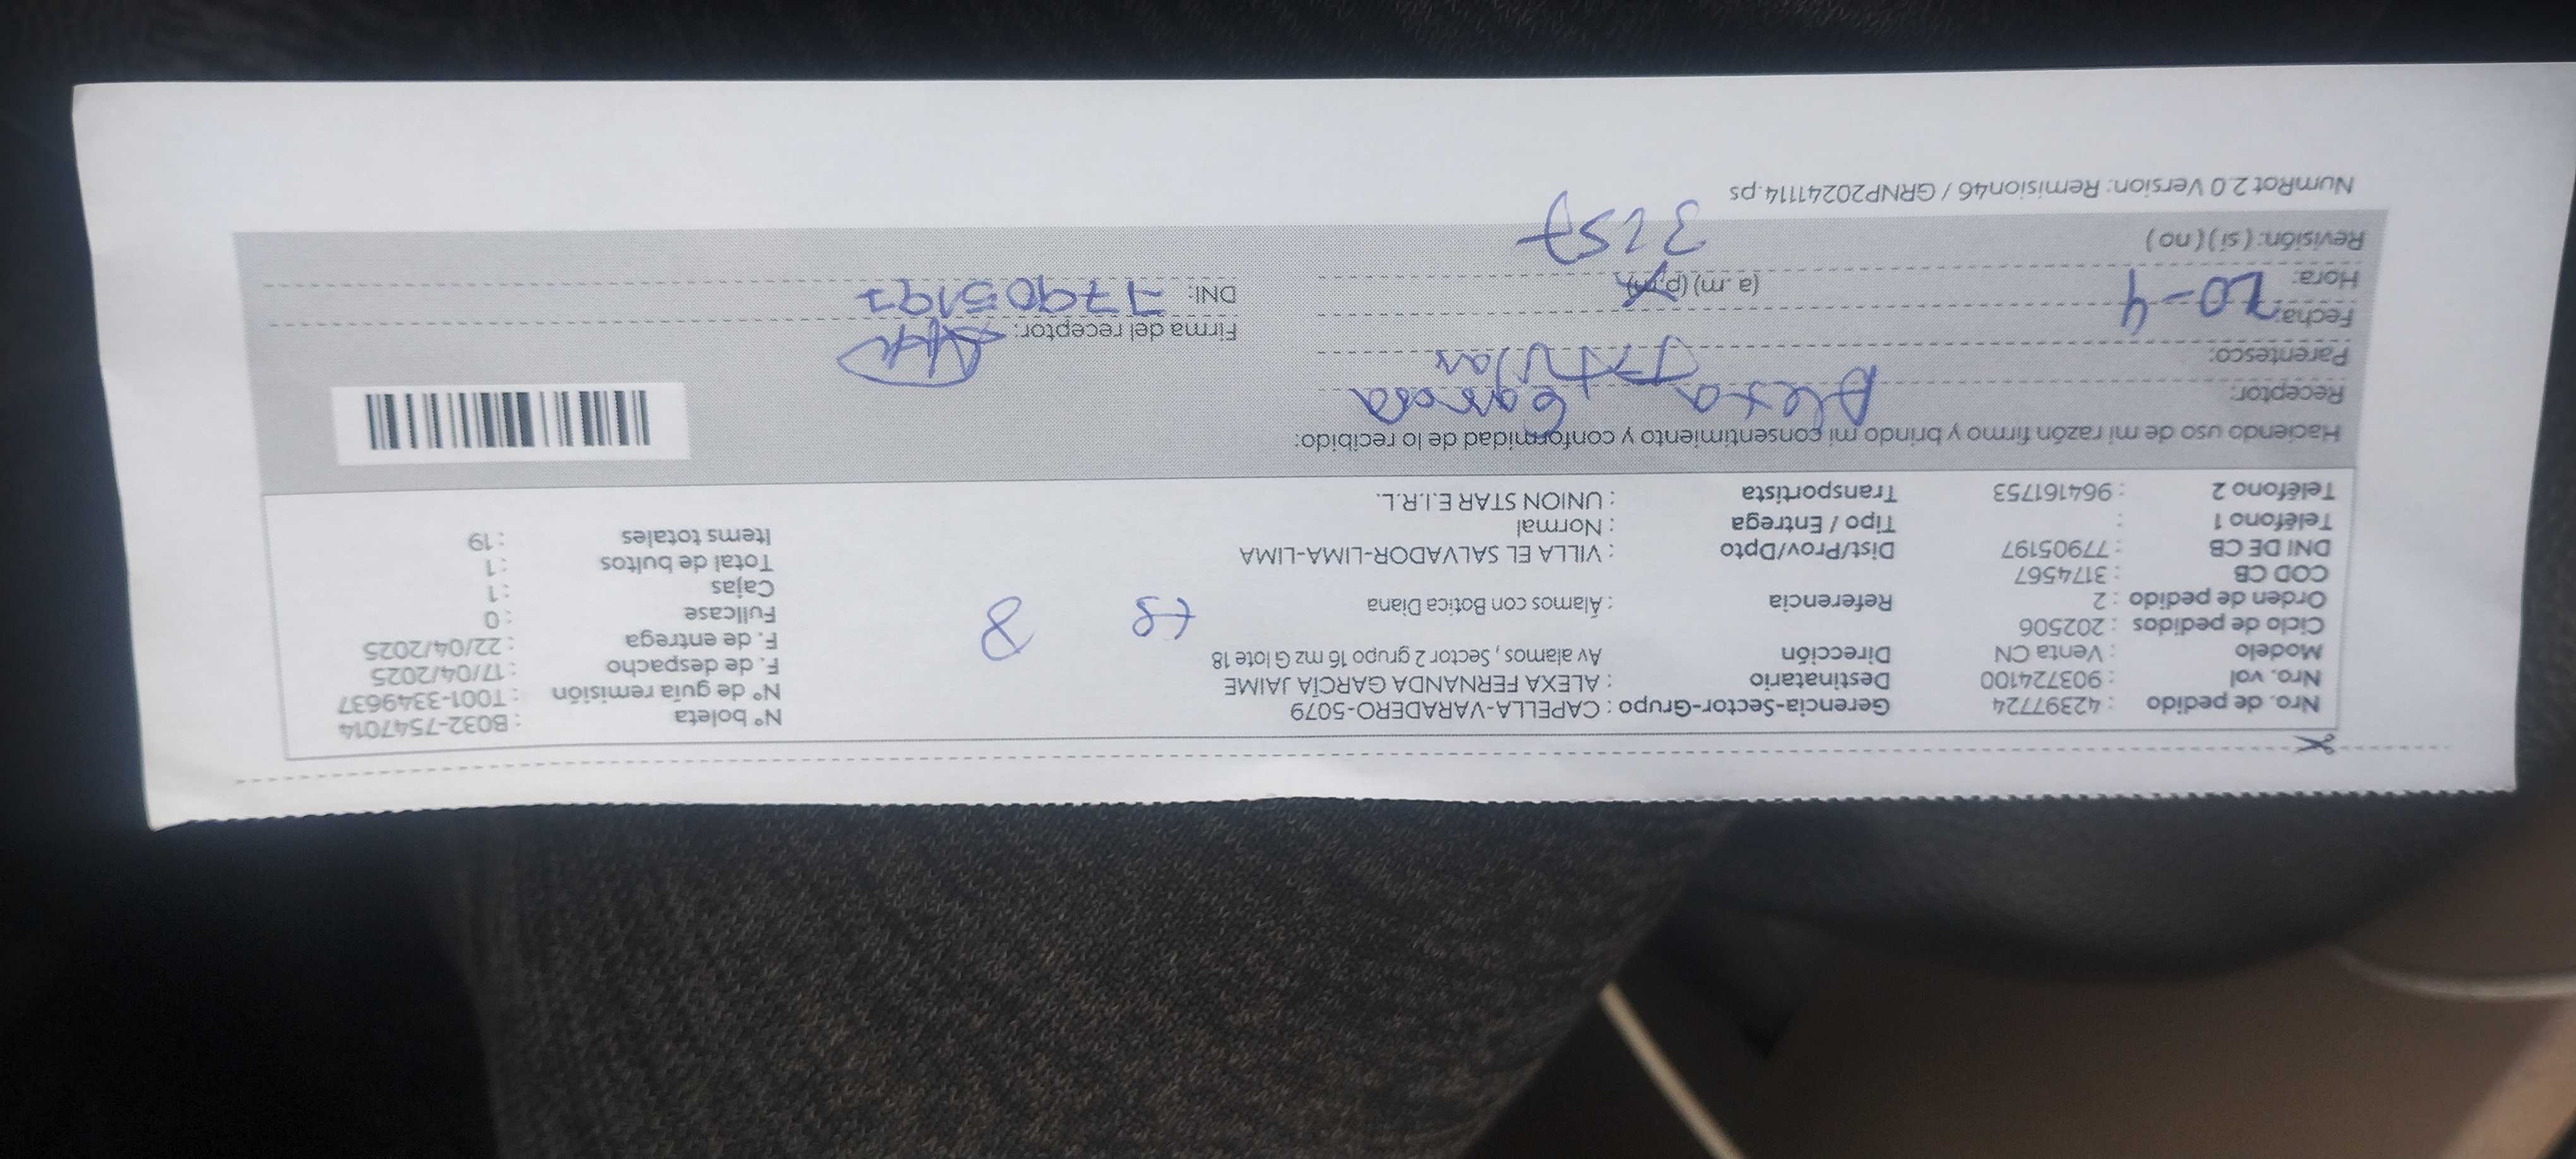 Nro. de pedido : 42397724 Gerencia-Sector-Grupo : CAPELLA-VARADERO-5079 N° boleta : B032-7547014
Nro. vol : 903724100 Destinatario : ALEXA FERNANDA GARCÍA JAIME N° de guía remisión : T001-3349637
Modelo : Venta CN Dirección Av alamos, Sector 2 grupo 16 mz G lote 18 F. de despacho : 17/04/2025
Ciclo de pedidos : 202506 F. de entrega : 22/04/2025
Orden de pedido : 2 Referencia : Álamos con Botica Diana Fullcase : 0
8
COD CB : 3174567 Cajas : 1
DNI DE CB : 77905197 Dist/Prov/Dpto : VILLA EL SALVADOR-LIMA-LIMA Total de bultos : 1
Teléfono 1 : Tipo / Entrega : Normal Items totales : 19
Teléfono 2 : 964161753 Transportista : UNION STAR E.I.R.L.
Haciendo uso de mi razón firmo y brindo mi consentimiento y conformidad de lo recibido:
Receptor: Alexa García
Parentesco:
Fecha: 20-4 Firma del receptor:
Hora: (a.m) (p.m) DNI: 77905197
Revisión: ( si ) ( no )
NumRot 2.0 Version: Remision46 / GRNP20241114.ps